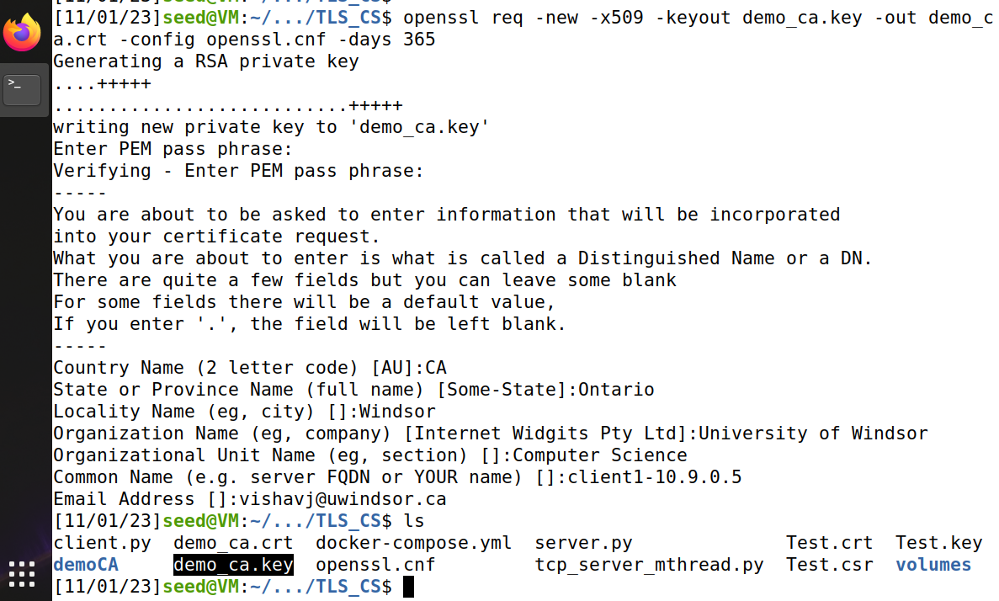 [11/01/23]seed@VM:~/.../TLS_CS$ openssl req -new -x509 -keyout demo_ca.key -out demo_c
a.crt -config openssl.cnf -days 365
Generating a RSA private key
....+++++
...........................+++++
writing new private key to 'demo_ca.key'
Enter PEM pass phrase:
Verifying - Enter PEM pass phrase:
-----
You are about to be asked to enter information that will be incorporated
into your certificate request.
What you are about to enter is what is called a Distinguished Name or a DN.
There are quite a few fields but you can leave some blank
For some fields there will be a default value,
If you enter '.', the field will be left blank.
-----
Country Name (2 letter code) [AU]:CA
State or Province Name (full name) [Some-State]:Ontario
Locality Name (eg, city) []:Windsor
Organization Name (eg, company) [Internet Widgits Pty Ltd]:University of Windsor
Organizational Unit Name (eg, section) []:Computer Science
Common Name (e.g. server FQDN or YOUR name) []:client1-10.9.0.5
Email Address []:vishavj@uwindsor.ca
[11/01/23]seed@VM:~/.../TLS_CS$ ls
client.py  demo_ca.crt  docker-compose.yml  server.py              Test.crt  Test.key
demoCA     demo_ca.key  openssl.cnf         tcp_server_mthread.py  Test.csr  volumes
[11/01/23]seed@VM:~/.../TLS_CS$